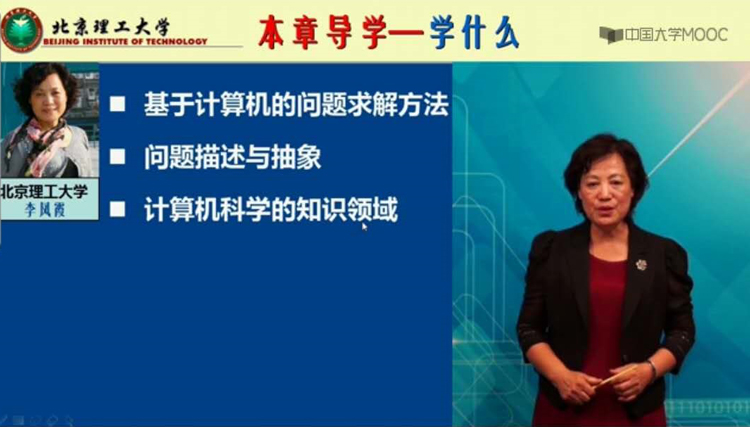 北京理工大学
BEIJING INSTITUTE OF TECHNOLOGY
本章导学—学什么
中国大学MOOC
基于计算机的问题求解方法
问题描述与抽象
计算机科学的知识领域
北京理工大学
李凤霞
11101010101